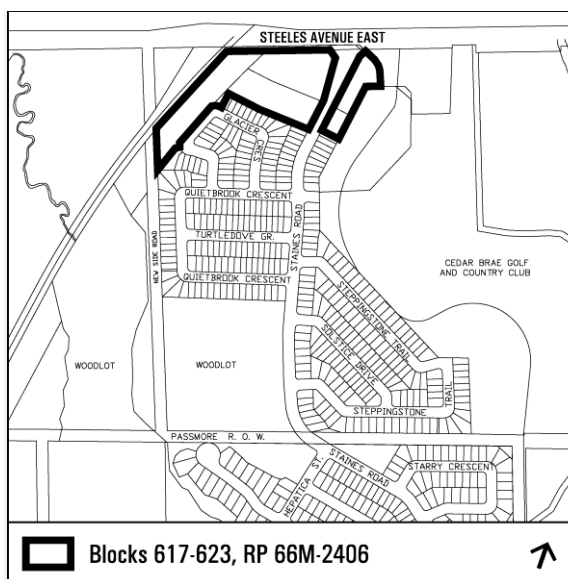 STEELES AVENUE EAST
GLACIER CRES
QUIETBROOK CRESCENT
TURTLEDOVE GR.
QUIETBROOK CRESCENT
NEW SIDE ROAD
STAINES ROAD
CEDAR BRAE GOLF
AND COUNTRY CLUB
STEPPINGSTONE TRAIL
SOLSTICE DRIVE
WOODLOT
WOODLOT
STEPPINGSTONE
TRAIL
PASSMORE R. O. W.
STAINES ROAD
STARRY CRESCENT
HEPATICA ST.
Blocks 617-623, RP 66M-2406